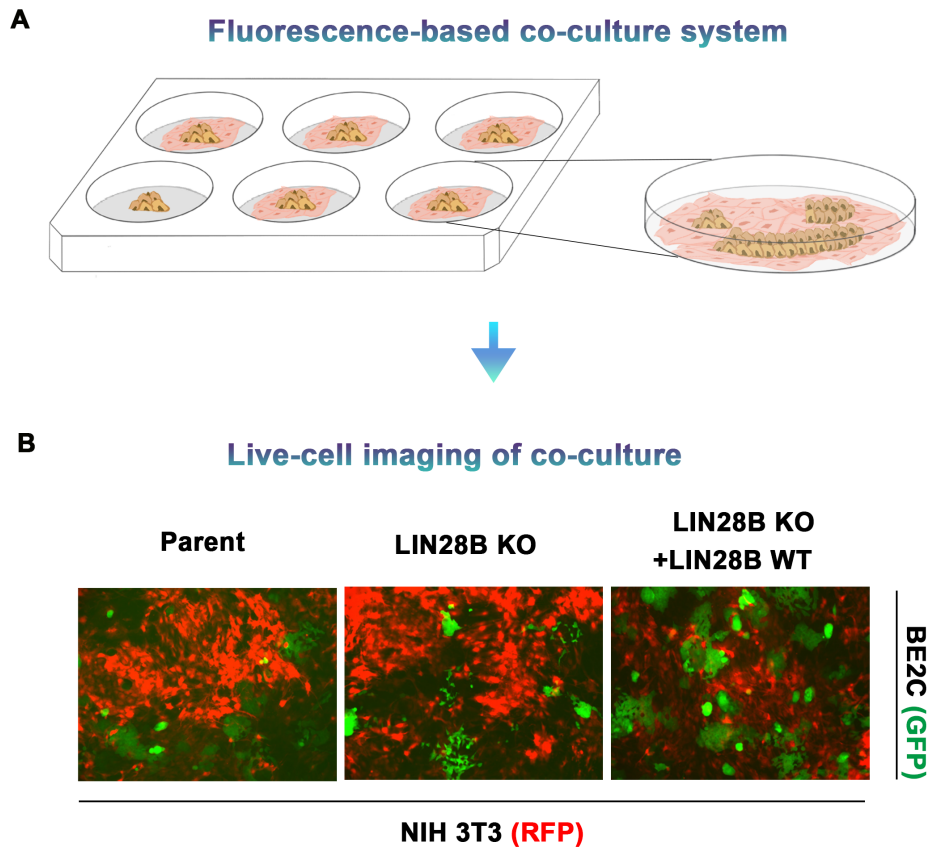 A
Fluorescence-based co-culture system
B
Live-cell imaging of co-culture
Parent
LIN28B KO
LIN28B KO
+LIN28B WT
BE2C (GFP)
NIH 3T3 (RFP)